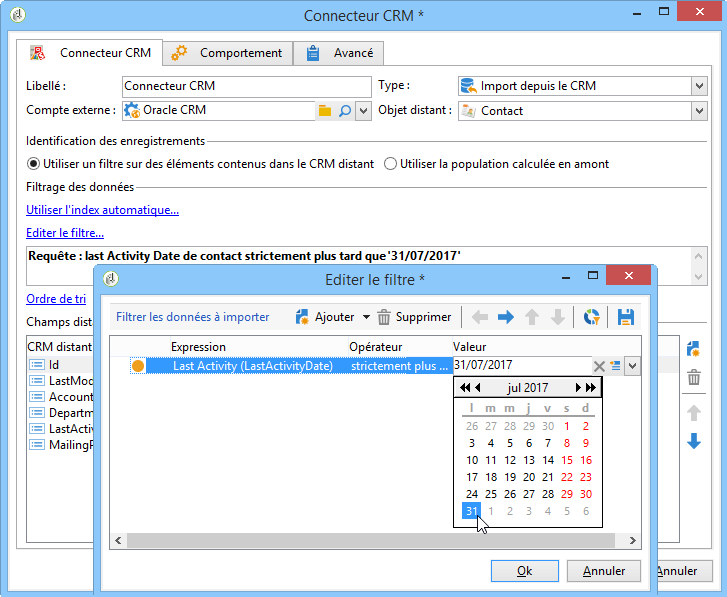 Connecteur CRM *
Connecteur CRM Comportement Avancé
Libellé : Connecteur CRM Type : Import depuis le CRM
Compte externe : Oracle CRM Objet distant : Contact
Identification des enregistrements
Utiliser un filtre sur des éléments contenus dans le CRM distant Utiliser la population calculée en amont
Filtrage des données
Utiliser l'index automatique...
Editer le filtre...
Requête : last Activity Date de contact strictement plus tard que '31/07/2017'
Ordre de tri
Champs dist
CRM distant
Id
LastMod
Account
Departm
LastActiv
MailingP
Editer le filtre *
Filtrer les données à importer Ajouter Supprimer
Expression Opérateur Valeur
Last Activity (LastActivityDate) strictement plus ... 31/07/2017
jul 2017
l m m j v s d
26 27 28 29 30 1 2
3 4 5 6 7 8 9
10 11 12 13 14 15 16
17 18 19 20 21 22 23
24 25 26 27 28 29 30
31 1 2 3 4 5 6
Ok Annuler
Annuler